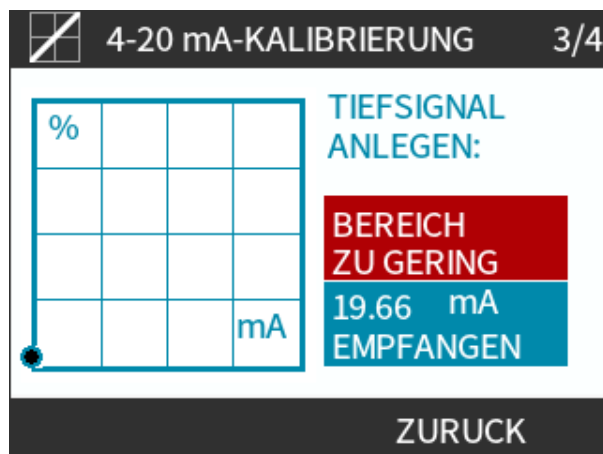 4-20 mA-KALIBRIERUNG 3/4
%
mA
TIEFSIGNAL
ANLEGEN:
BEREICH
ZU GERING
19.66 mA
EMPFANGEN
ZURUCK